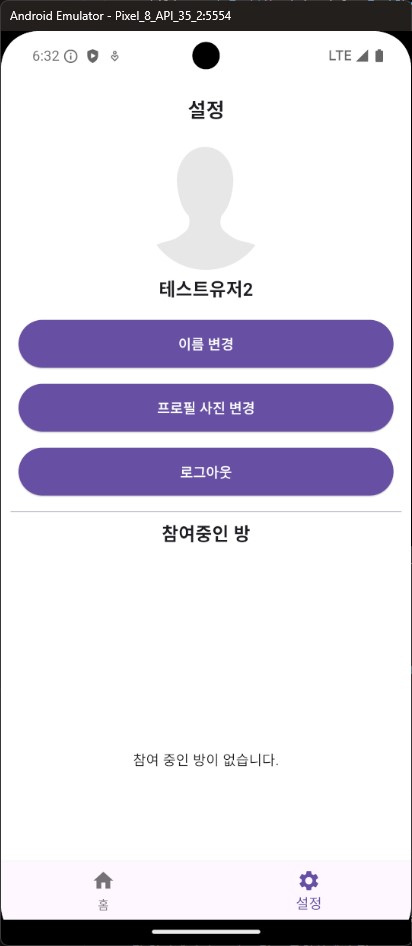 Android Emulator - Pixel_8_API_35_2:5554
6:32
LTE
설정
테스트유저2
이름 변경
프로필 사진 변경
로그아웃
참여중인 방
참여 중인 방이 없습니다.
홈
설정